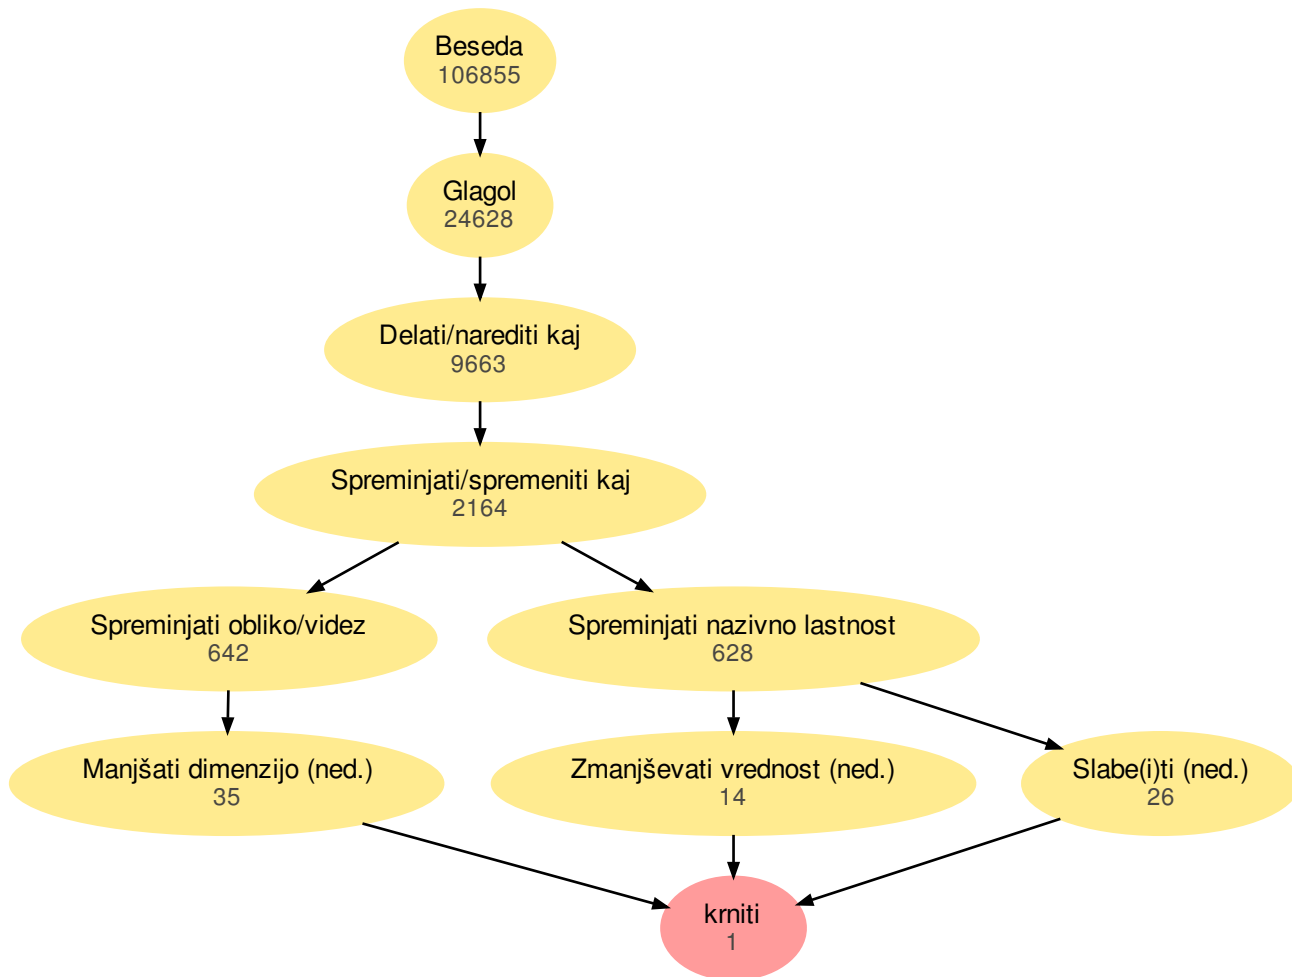 Beseda
106855
Glagol
24628
Delati/narediti kaj
9663
Spreminjati/spremeniti kaj
2164
Spreminjati obliko/videz
642
Spreminjati nazivno lastnost
628
Manjšati dimenzijo (ned.)
35
Zmanjševati vrednost (ned.)
14
Slabe(i)ti (ned.)
26
krniti
1